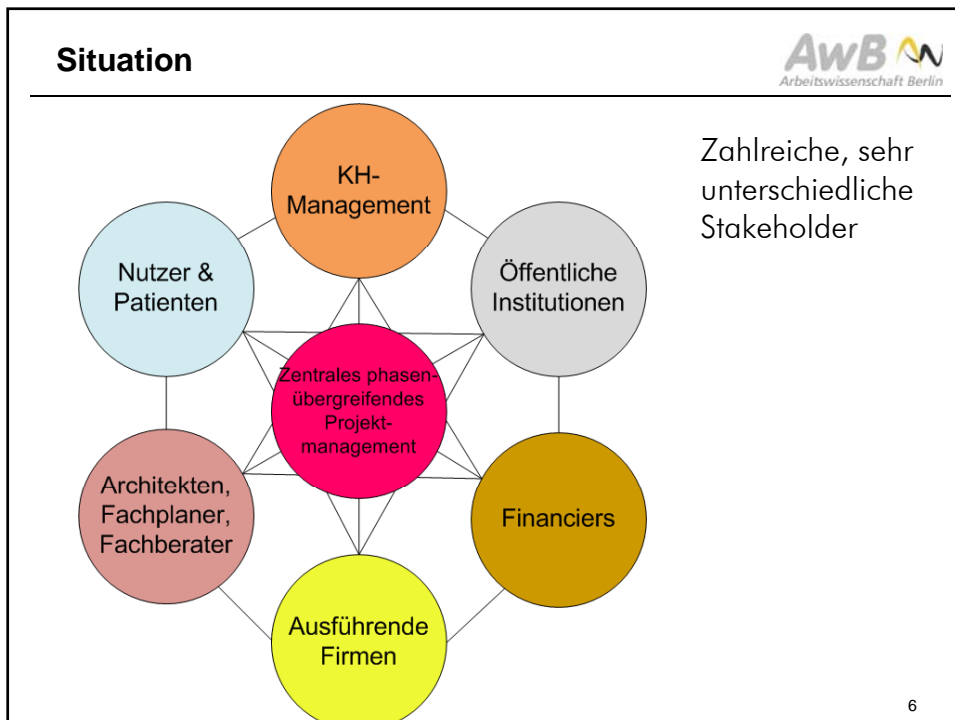 Situation
AwB
Arbeitswissenschaft Berlin
Zahlreiche, sehr
unterschiedliche
Stakeholder
KH-
Management
Nutzer &
Patienten
Öffentliche
Institutionen
Zentrales phasen-
übergreifendes
Projekt-
management
Architekten,
Fachplaner,
Fachberater
Financiers
Ausführende
Firmen
6